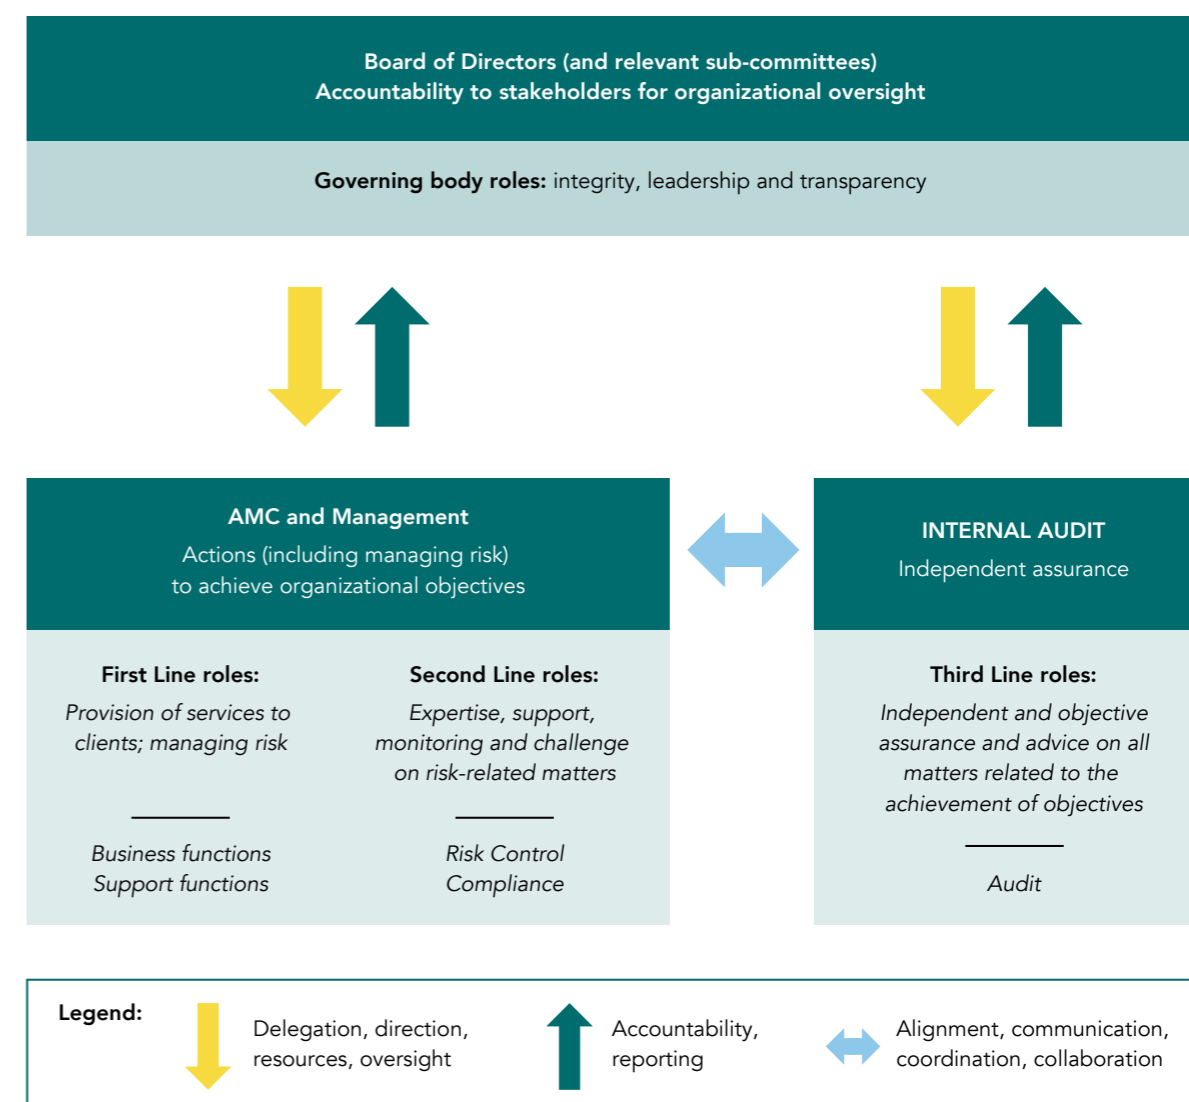 Board of Directors (and relevant sub-committees)
Accountability to stakeholders for organizational oversight
Governing body roles: integrity, leadership and transparency
AMC and Management
Actions (including managing risk)
to achieve organizational objectives
INTERNAL AUDIT
Independent assurance
First Line roles:
Provision of services to
clients; managing risk
Business functions
Support functions
Second Line roles:
Expertise, support,
monitoring and challenge
on risk-related matters
Risk Control
Compliance
Third Line roles:
Independent and objective
assurance and advice on all
matters related to the
achievement of objectives
Audit
Legend:
Delegation, direction,
resources, oversight
Accountability,
reporting
Alignment, communication,
coordination, collaboration